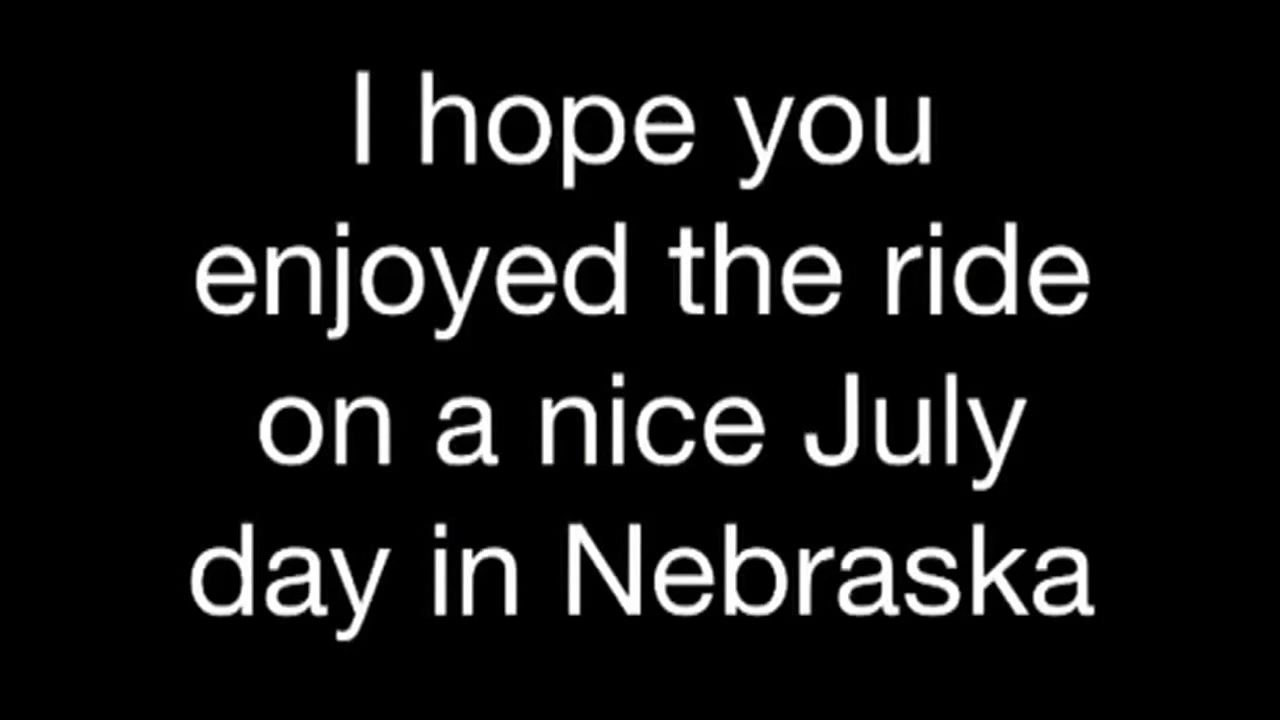 I hope you
enjoyed the ride
on a nice July
day in Nebraska